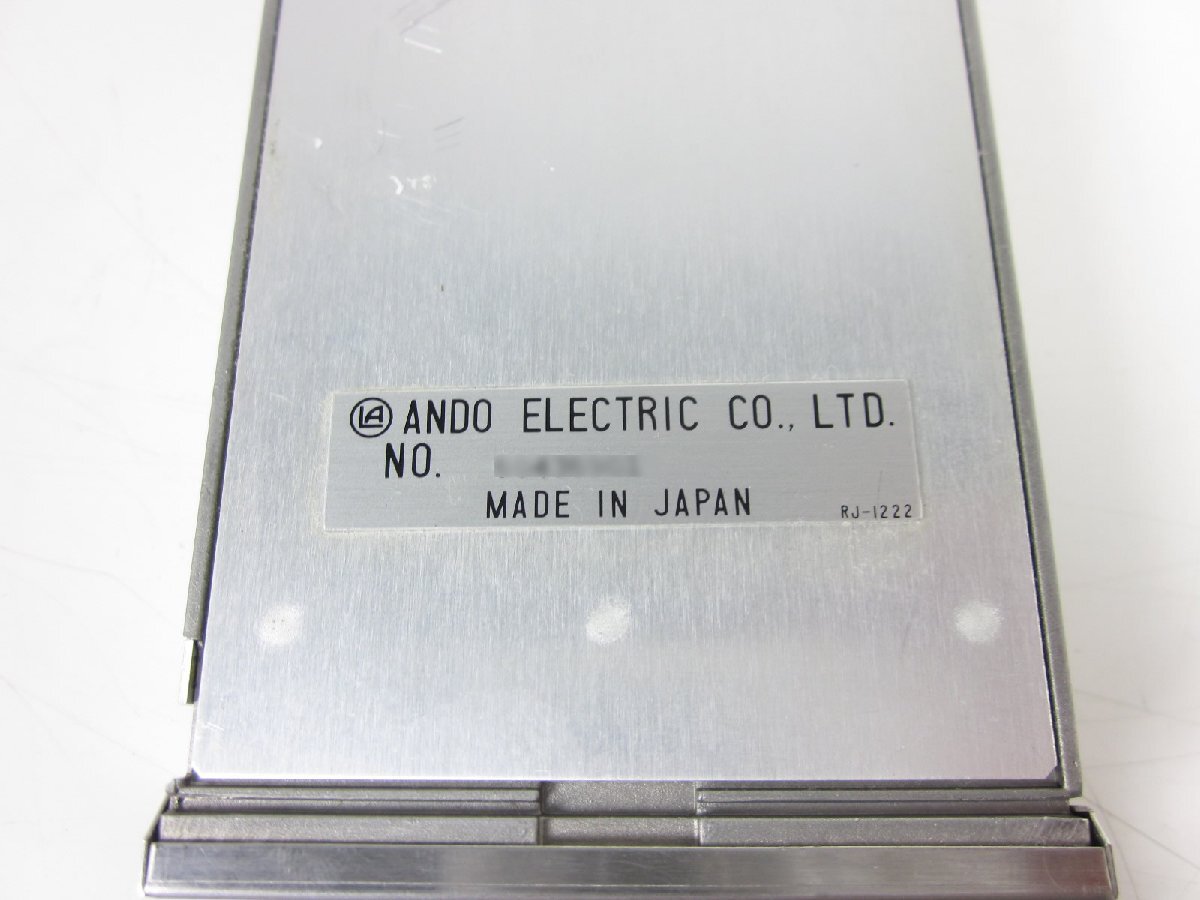 ANDO ELECTRIC CO., LTD.
NO.
MADE IN JAPAN
RJ-1222